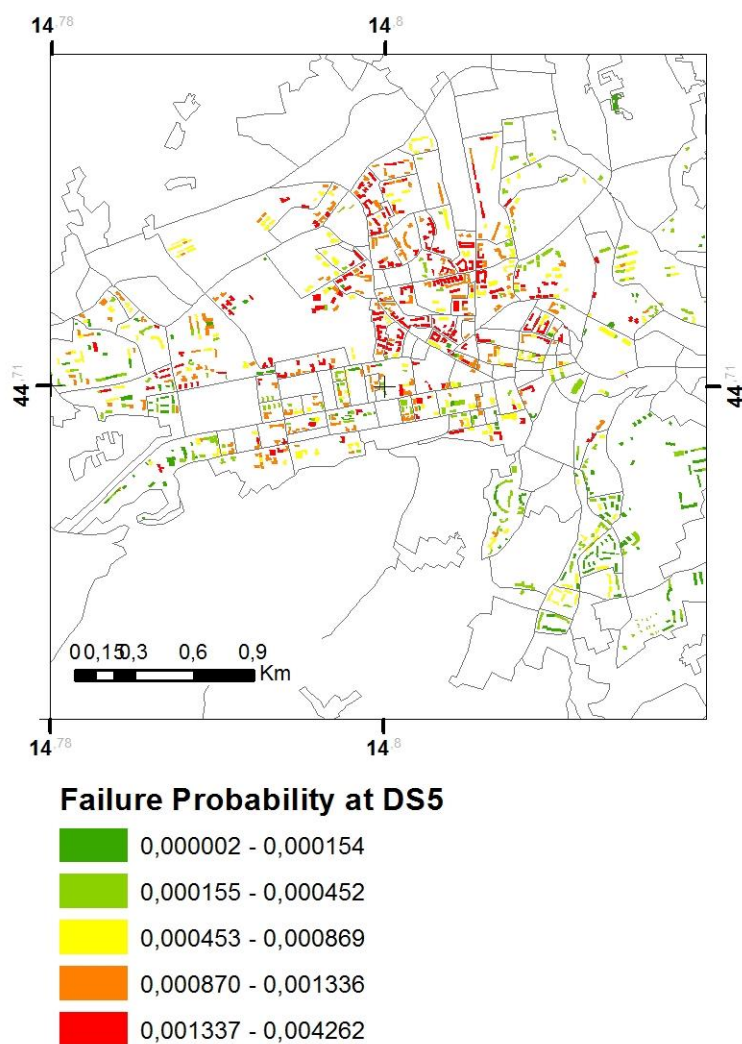 14,78 14,8
44,71 44,71
0 0,15 0,3 0,6 0,9
Km
14,78 14,8
Failure Probability at DS5
0,000002 - 0,000154
0,000155 - 0,000452
0,000453 - 0,000869
0,000870 - 0,001336
0,001337 - 0,004262